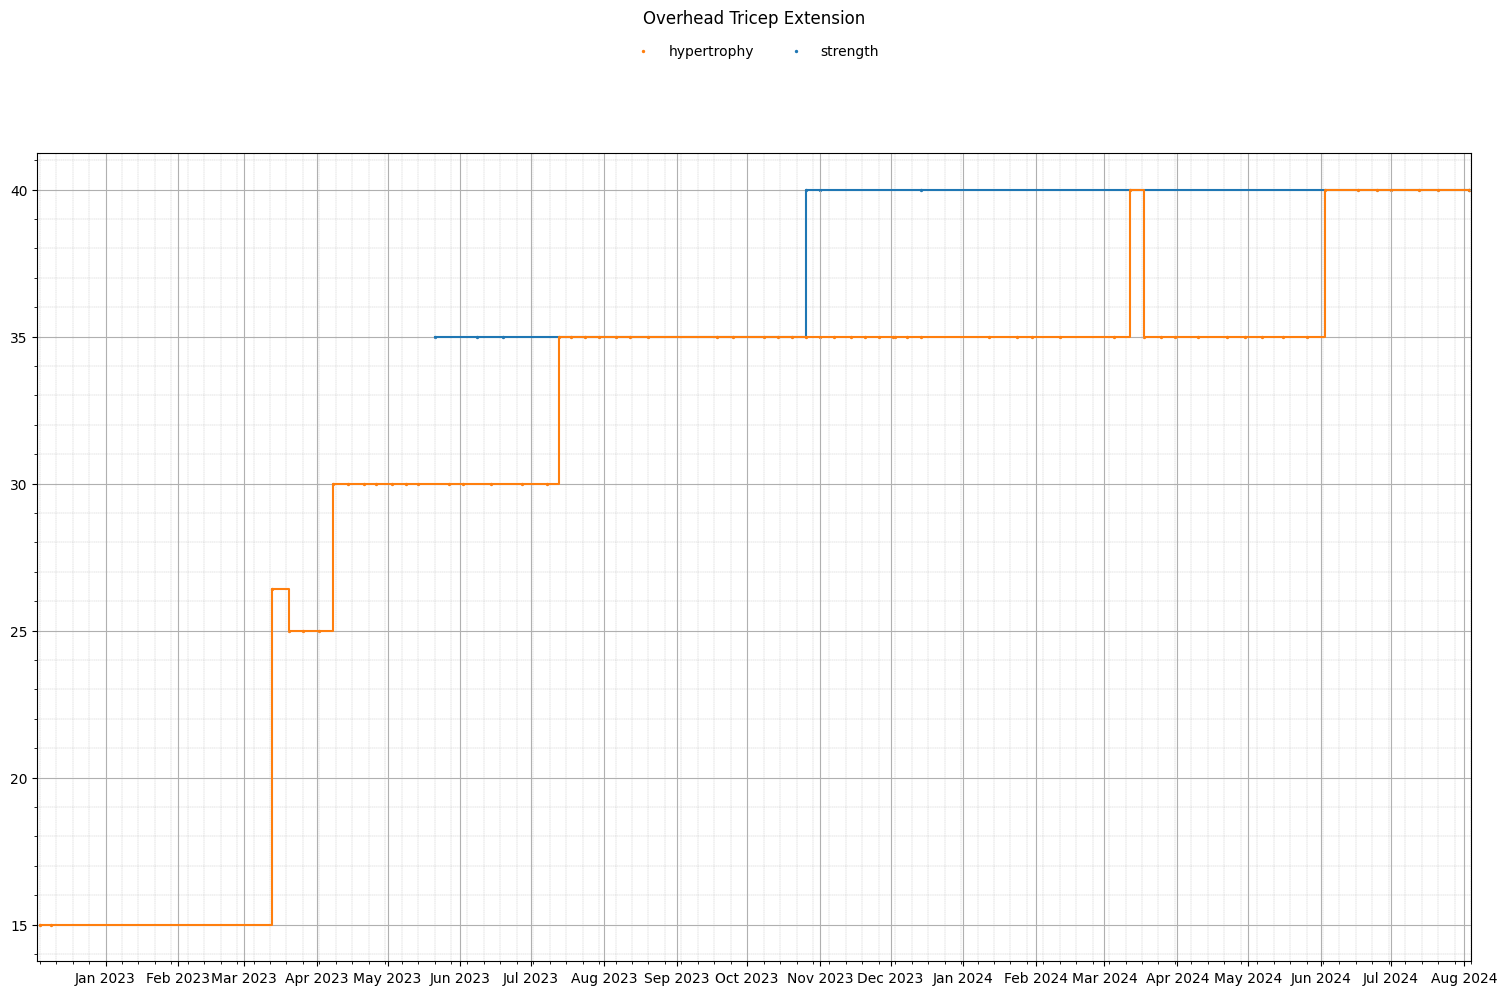 Overhead Tricep Extension
hypertrophy strength
40
35
30
25
20
15
Jan 2023 Feb 2023 Mar 2023 Apr 2023 May 2023 Jun 2023 Jul 2023 Aug 2023 Sep 2023 Oct 2023 Nov 2023 Dec 2023 Jan 2024 Feb 2024 Mar 2024 Apr 2024 May 2024 Jun 2024 Jul 2024 Aug 2024